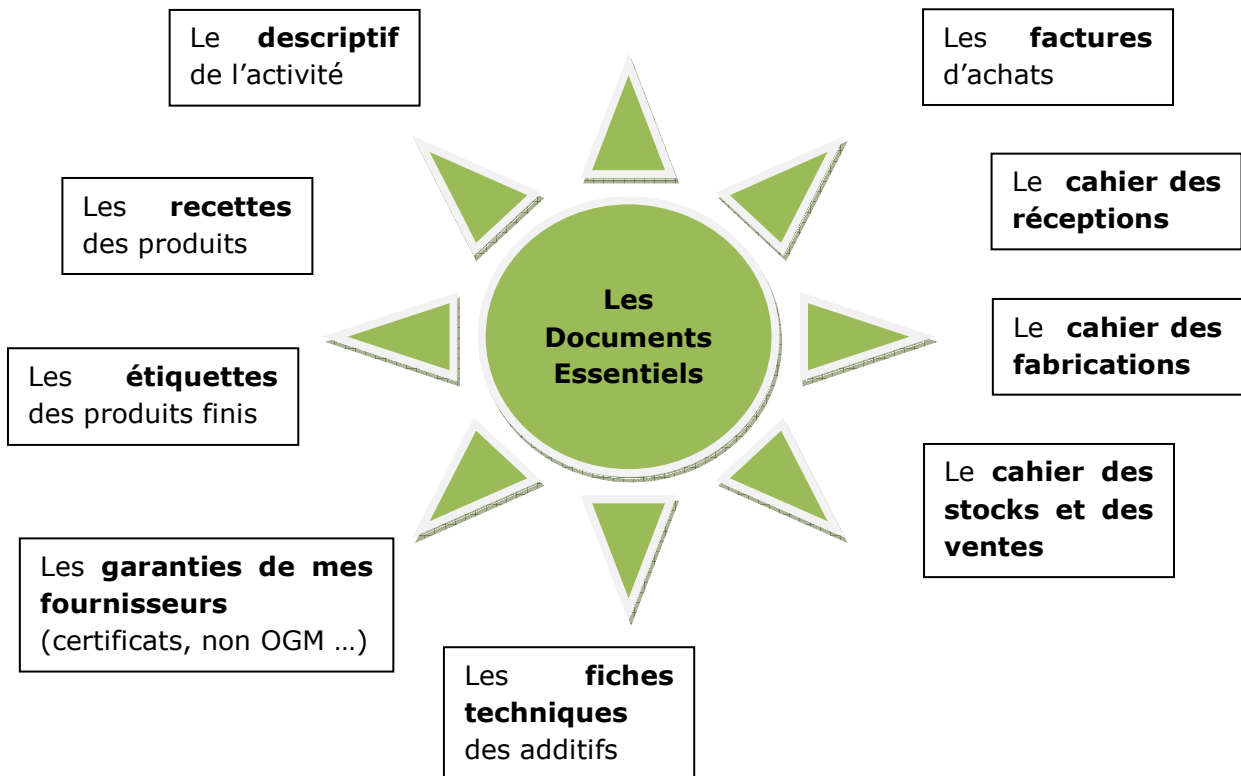 Le descriptif
de l’activité
Les factures
d’achats
Les recettes
des produits
Le cahier des
réceptions
Les
Documents
Essentiels
Le cahier des
fabrications
Les étiquettes
des produits finis
Le cahier des
stocks et des
ventes
Les garanties de mes
fournisseurs
(certificats, non OGM …)
Les fiches
techniques
des additifs